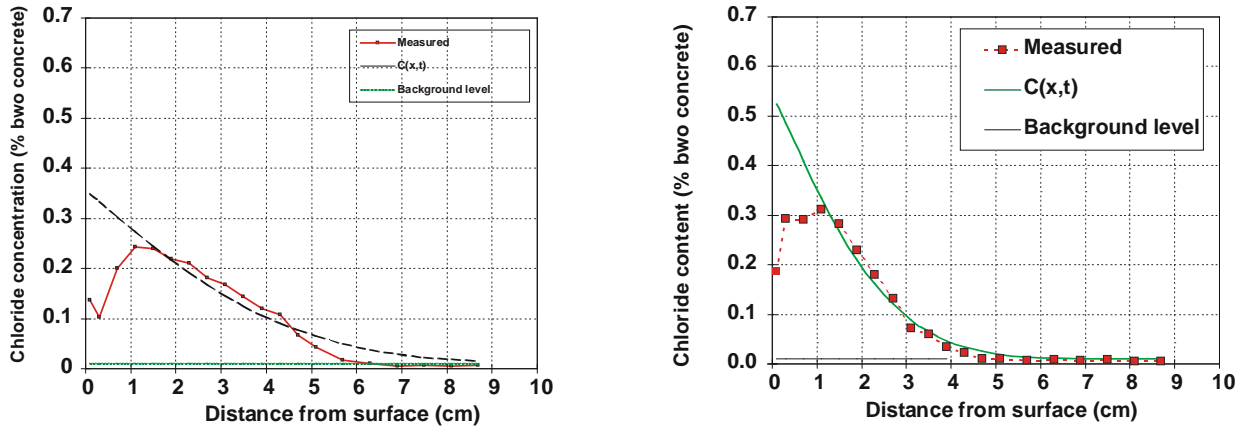 0.7
0.6
0.5
0.4
0.3
0.2
0.1
0
Chloride concentration (% bwo concrete)
Measured
C(x,t)
Background level
0 1 2 3 4 5 6 7 8 9 10
Distance from surface (cm)
0.7
0.6
0.5
0.4
0.3
0.2
0.1
0.0
Chloride content (% bwo concrete)
Measured
C(x,t)
Background level
0 1 2 3 4 5 6 7 8 9 10
Distance from surface (cm)